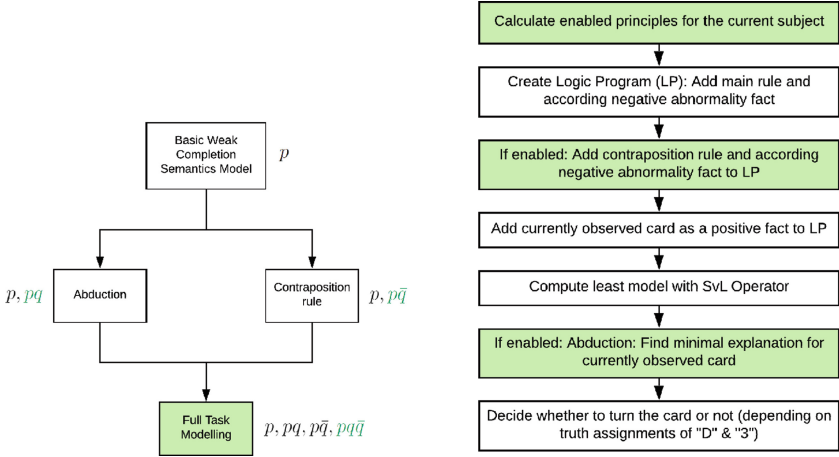 Basic Weak
Completion
Semantics Model
p
p, pq
Abduction
Contraposition
rule
p, pq̄
Full Task
Modelling
p, pq, pq̄, pqq̄
Calculate enabled principles for the current subject
Create Logic Program (LP): Add main rule and
according negative abnormality fact
If enabled: Add contraposition rule and according
negative abnormality fact to LP
Add currently observed card as a positive fact to LP
Compute least model with SvL Operator
If enabled: Abduction: Find minimal explanation for
currently observed card
Decide whether to turn the card or not (depending on
truth assignments of "D" & "3")